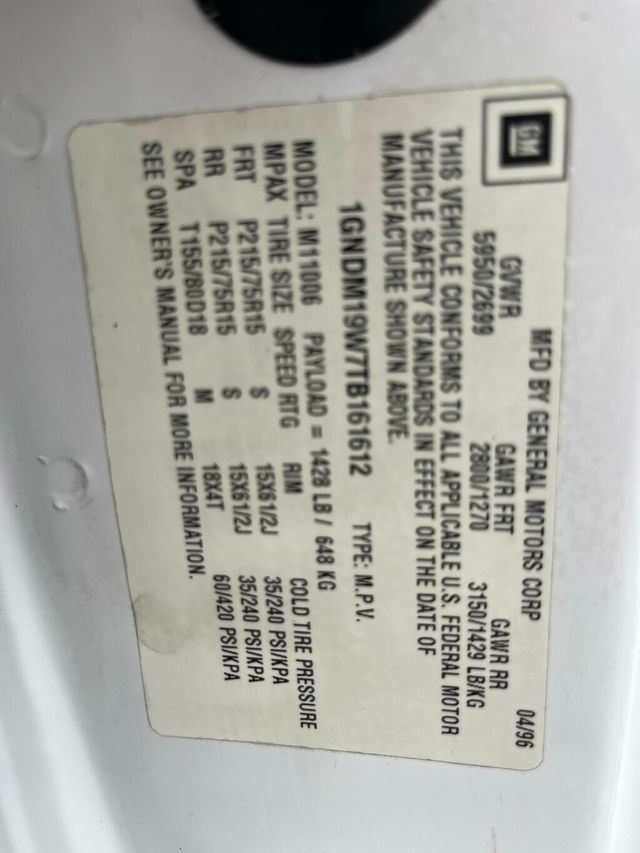 GM
MFD BY GENERAL MOTORS CORP 04/96
GVWR GAWR FRT GAWR RR
5950/2699 2800/1270 3150/1429 LB/KG
THIS VEHICLE CONFORMS TO ALL APPLICABLE U.S. FEDERAL MOTOR
VEHICLE SAFETY STANDARDS IN EFFECT ON THE DATE OF
MANUFACTURE SHOWN ABOVE.
1GNDM19W7TB161612 TYPE: M.P.V.
MODEL: M11006 PAYLOAD = 1428 LB / 648 KG
MPAX TIRE SIZE SPEED RTG RIM COLD TIRE PRESSURE
FRT P215/75R15 S 15X61/2J 35/240 PSI/KPA
RR P215/75R15 S 15X61/2J 35/240 PSI/KPA
SPA T155/80D18 M 18X4T 60/420 PSI/KPA
SEE OWNER'S MANUAL FOR MORE INFORMATION.